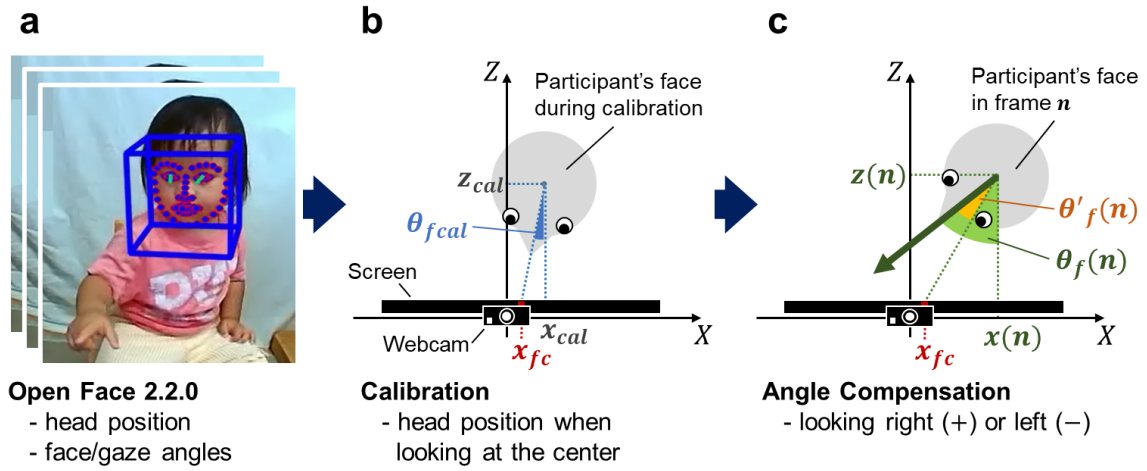 a
Open Face 2.2.0
- head position
- face/gaze angles
b
Z
Participant's face
during calibration
z_cal
θ_fcal
Screen
Webcam
x_cal
x_fc
X
Calibration
- head position when
looking at the center
c
Z
Participant's face
in frame n
z(n)
θ'_f(n)
θ_f(n)
x(n)
x_fc
X
Angle Compensation
- looking right (+) or left (−)